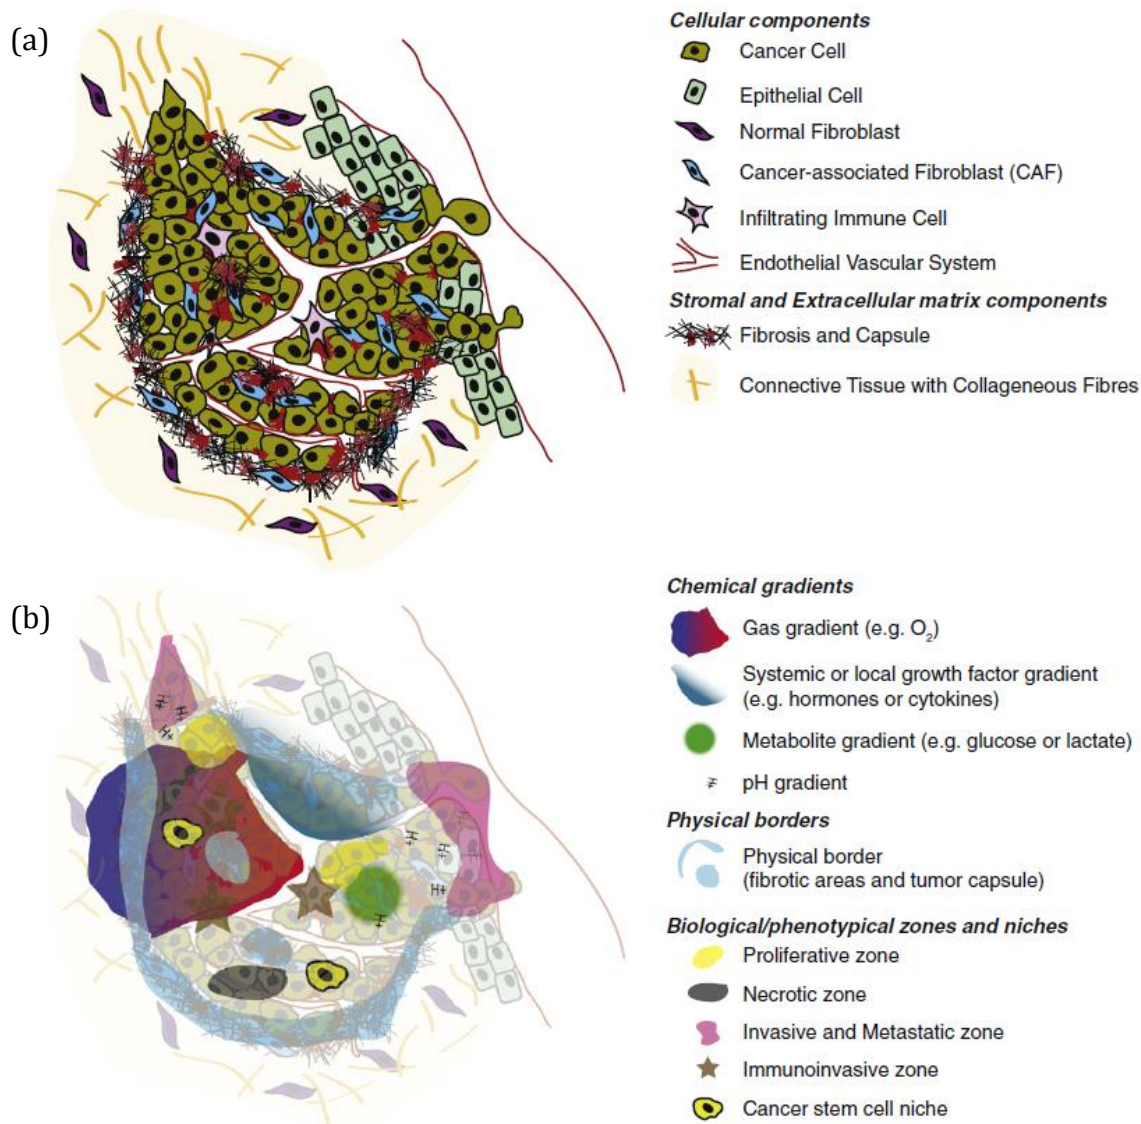 (a)
Cellular components
Cancer Cell
Epithelial Cell
Normal Fibroblast
Cancer-associated Fibroblast (CAF)
Infiltrating Immune Cell
Endothelial Vascular System
Stromal and Extracellular matrix components
Fibrosis and Capsule
Connective Tissue with Collageneous Fibres
(b)
H+
H+
H+
H+
H+
H+
H+
H+
Chemical gradients
Gas gradient (e.g. O₂)
Systemic or local growth factor gradient
(e.g. hormones or cytokines)
Metabolite gradient (e.g. glucose or lactate)
H+ pH gradient
Physical borders
Physical border
(fibrotic areas and tumor capsule)
Biological/phenotypical zones and niches
Proliferative zone
Necrotic zone
Invasive and Metastatic zone
Immunoinvasive zone
Cancer stem cell niche